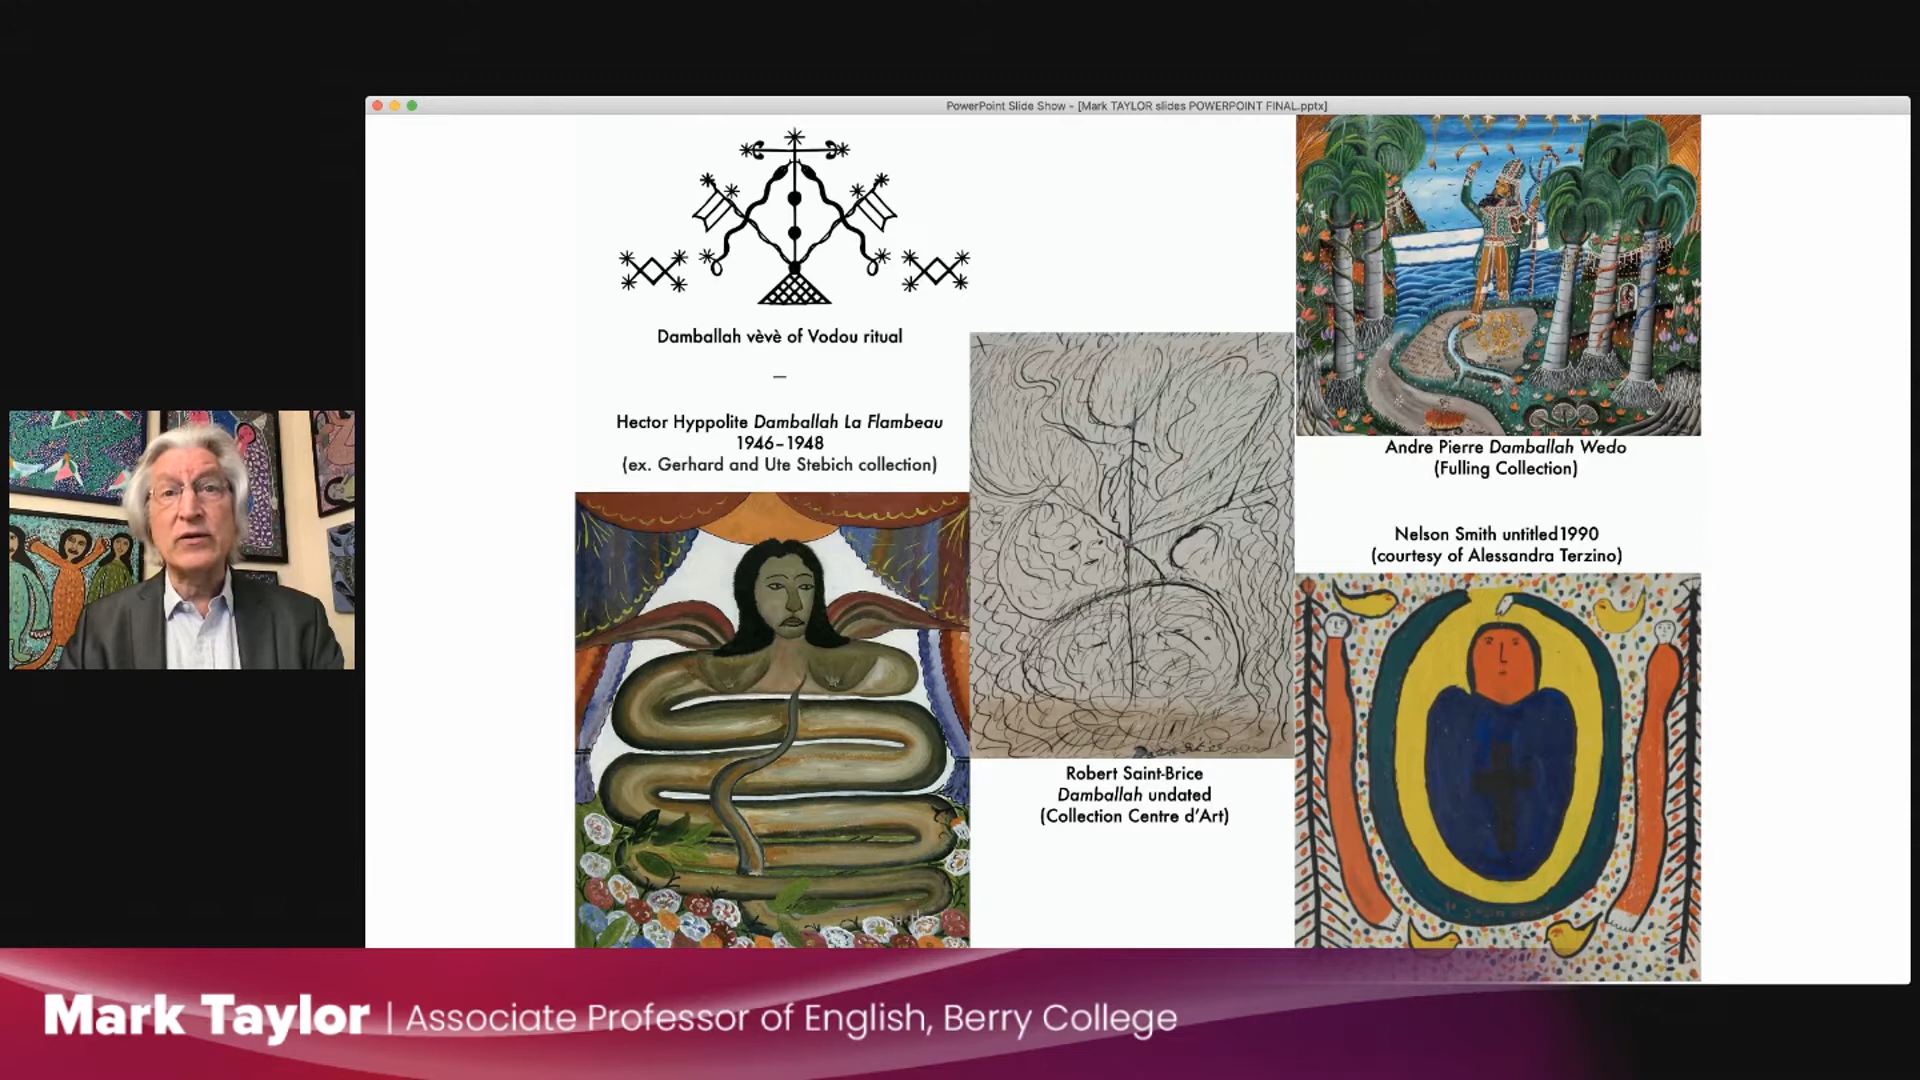 PowerPoint Slide Show - [Mark TAYLOR slides POWERPOINT FINAL.pptx]
Damballah vèvè of Vodou ritual
—
Hector Hyppolite Damballah La Flambeau
1946–1948
(ex. Gerhard and Ute Stebich collection)
Robert Saint-Brice
Damballah undated
(Collection Centre d'Art)
Andre Pierre Damballah Wedo
(Fulling Collection)
Nelson Smith untitled1990
(courtesy of Alessandra Terzino)
Mark Taylor | Associate Professor of English, Berry College